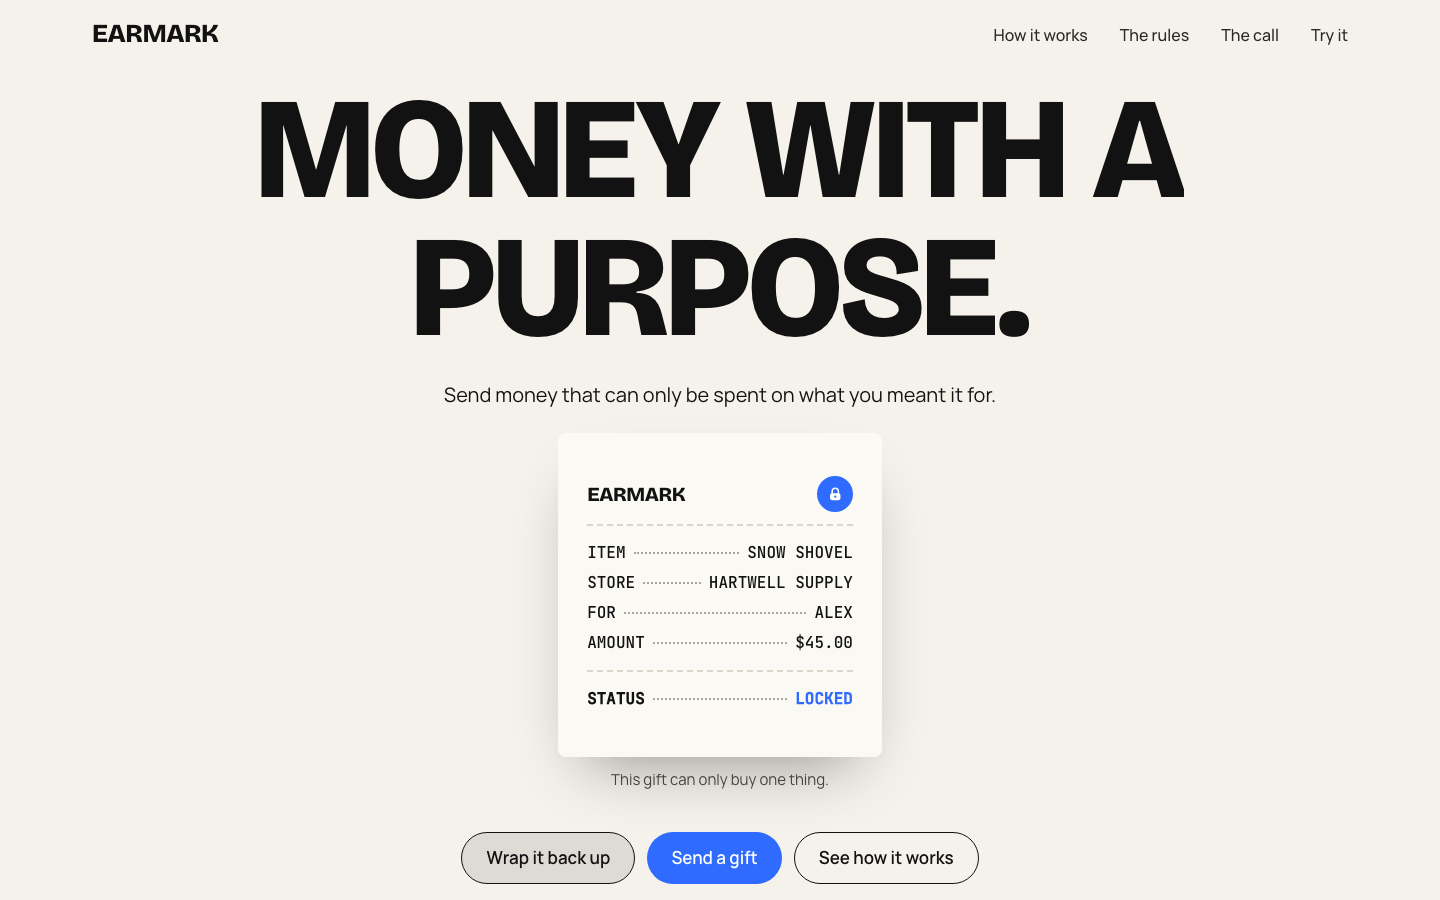 EARMARK
How it works The rules The call Try it
MONEY WITH A
PURPOSE.
Send money that can only be spent on what you meant it for.
EARMARK
ITEM SNOW SHOVEL
STORE HARTWELL SUPPLY
FOR ALEX
AMOUNT $45.00
STATUS LOCKED
This gift can only buy one thing.
Wrap it back up Send a gift See how it works